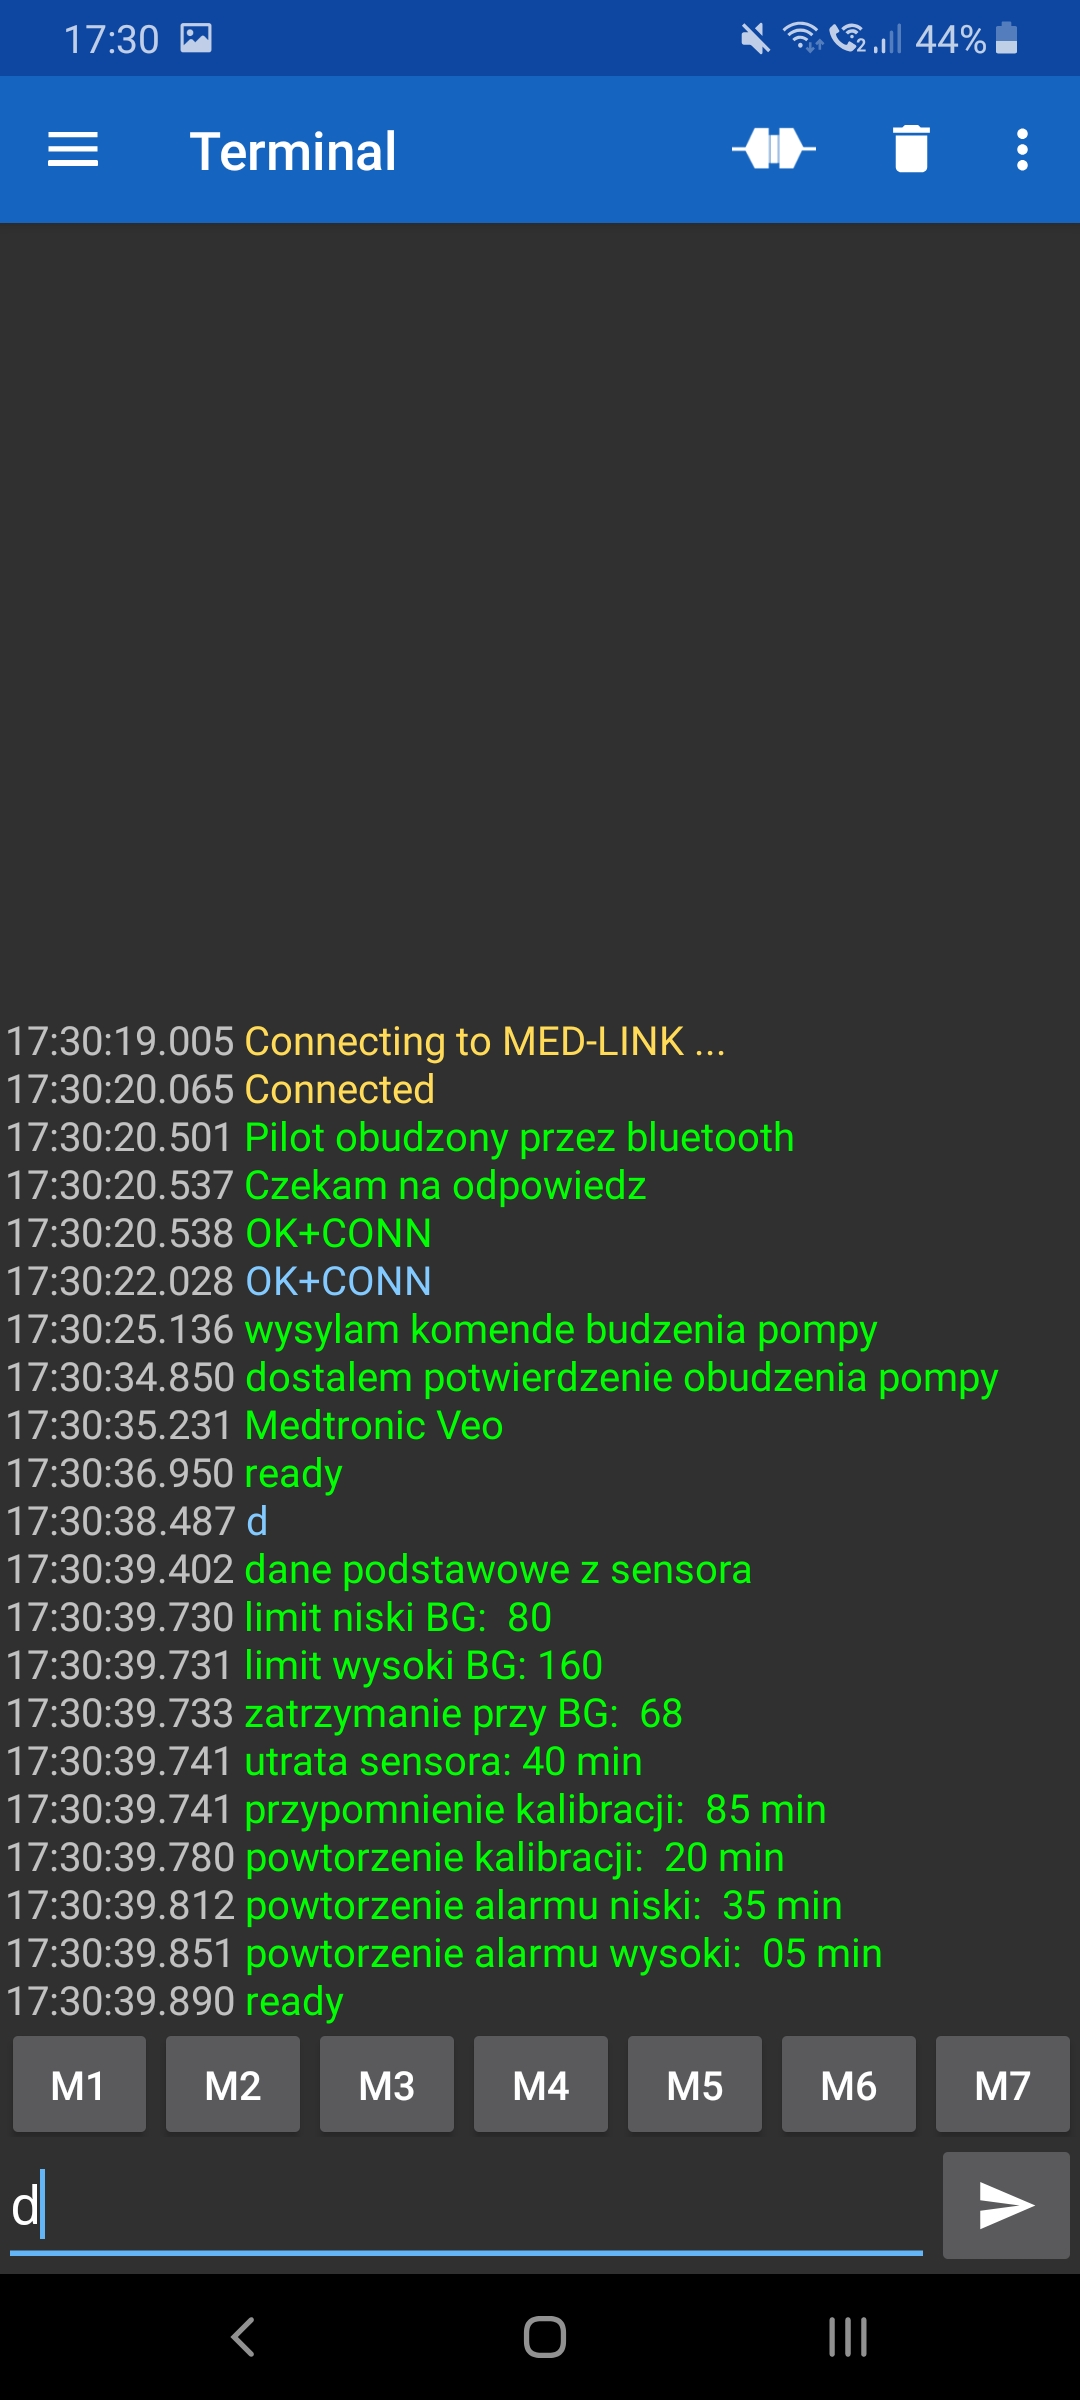 17:30 44%
Terminal
17:30:19.005 Connecting to MED-LINK ...
17:30:20.065 Connected
17:30:20.501 Pilot obudzony przez bluetooth
17:30:20.537 Czekam na odpowiedz
17:30:20.538 OK+CONN
17:30:22.028 OK+CONN
17:30:25.136 wysylam komende budzenia pompy
17:30:34.850 dostalem potwierdzenie obudzenia pompy
17:30:35.231 Medtronic Veo
17:30:36.950 ready
17:30:38.487 d
17:30:39.402 dane podstawowe z sensora
17:30:39.730 limit niski BG:  80
17:30:39.731 limit wysoki BG: 160
17:30:39.733 zatrzymanie przy BG:  68
17:30:39.741 utrata sensora: 40 min
17:30:39.741 przypomnienie kalibracji:  85 min
17:30:39.780 powtorzenie kalibracji:  20 min
17:30:39.812 powtorzenie alarmu niski:  35 min
17:30:39.851 powtorzenie alarmu wysoki:  05 min
17:30:39.890 ready
M1 M2 M3 M4 M5 M6 M7
d